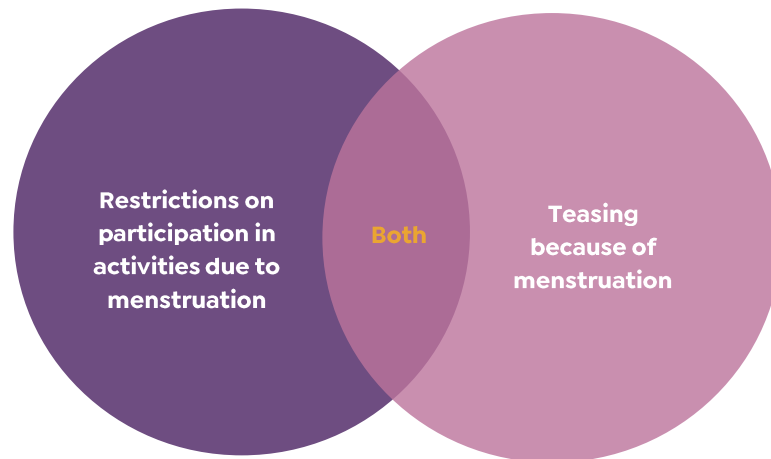 Restrictions on
participation in
activities due to
menstruation
Both
Teasing
because of
menstruation